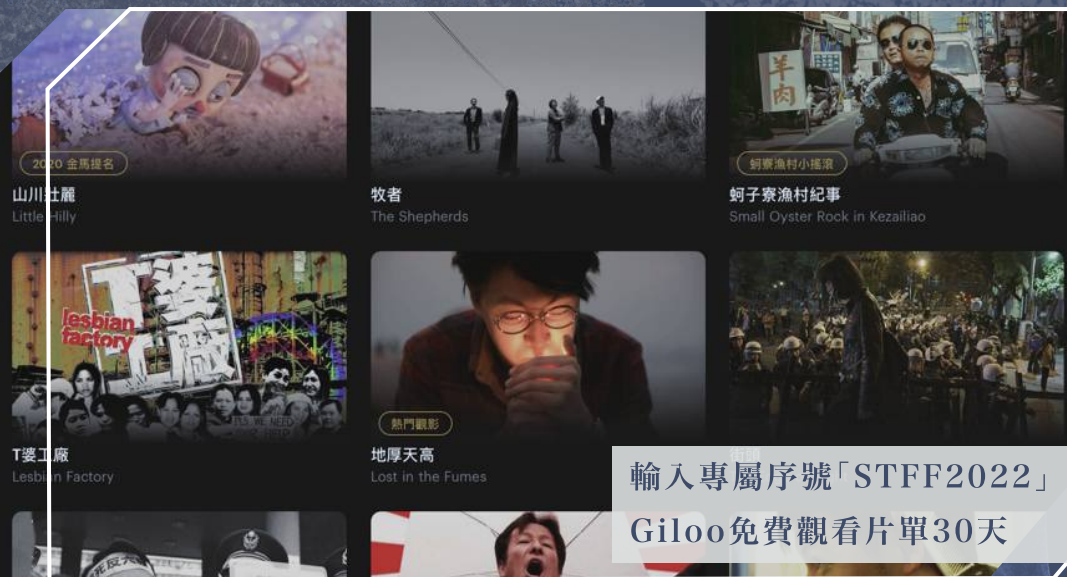 羊
肉
2020 金馬提名
蚵寮漁村小搖滾
山川壯麗
牧者
蚵子寮漁村紀事
Little Hilly
The Shepherds
Small Oyster Rock in Kezailiao
T婆
工廠
lesbian
factory
熱門觀影
T婆工廠
地厚天高
街頭
Lesbian Factory
Lost in the Fumes
輸入專屬序號「STFF2022」
Giloo免費觀看片單30天